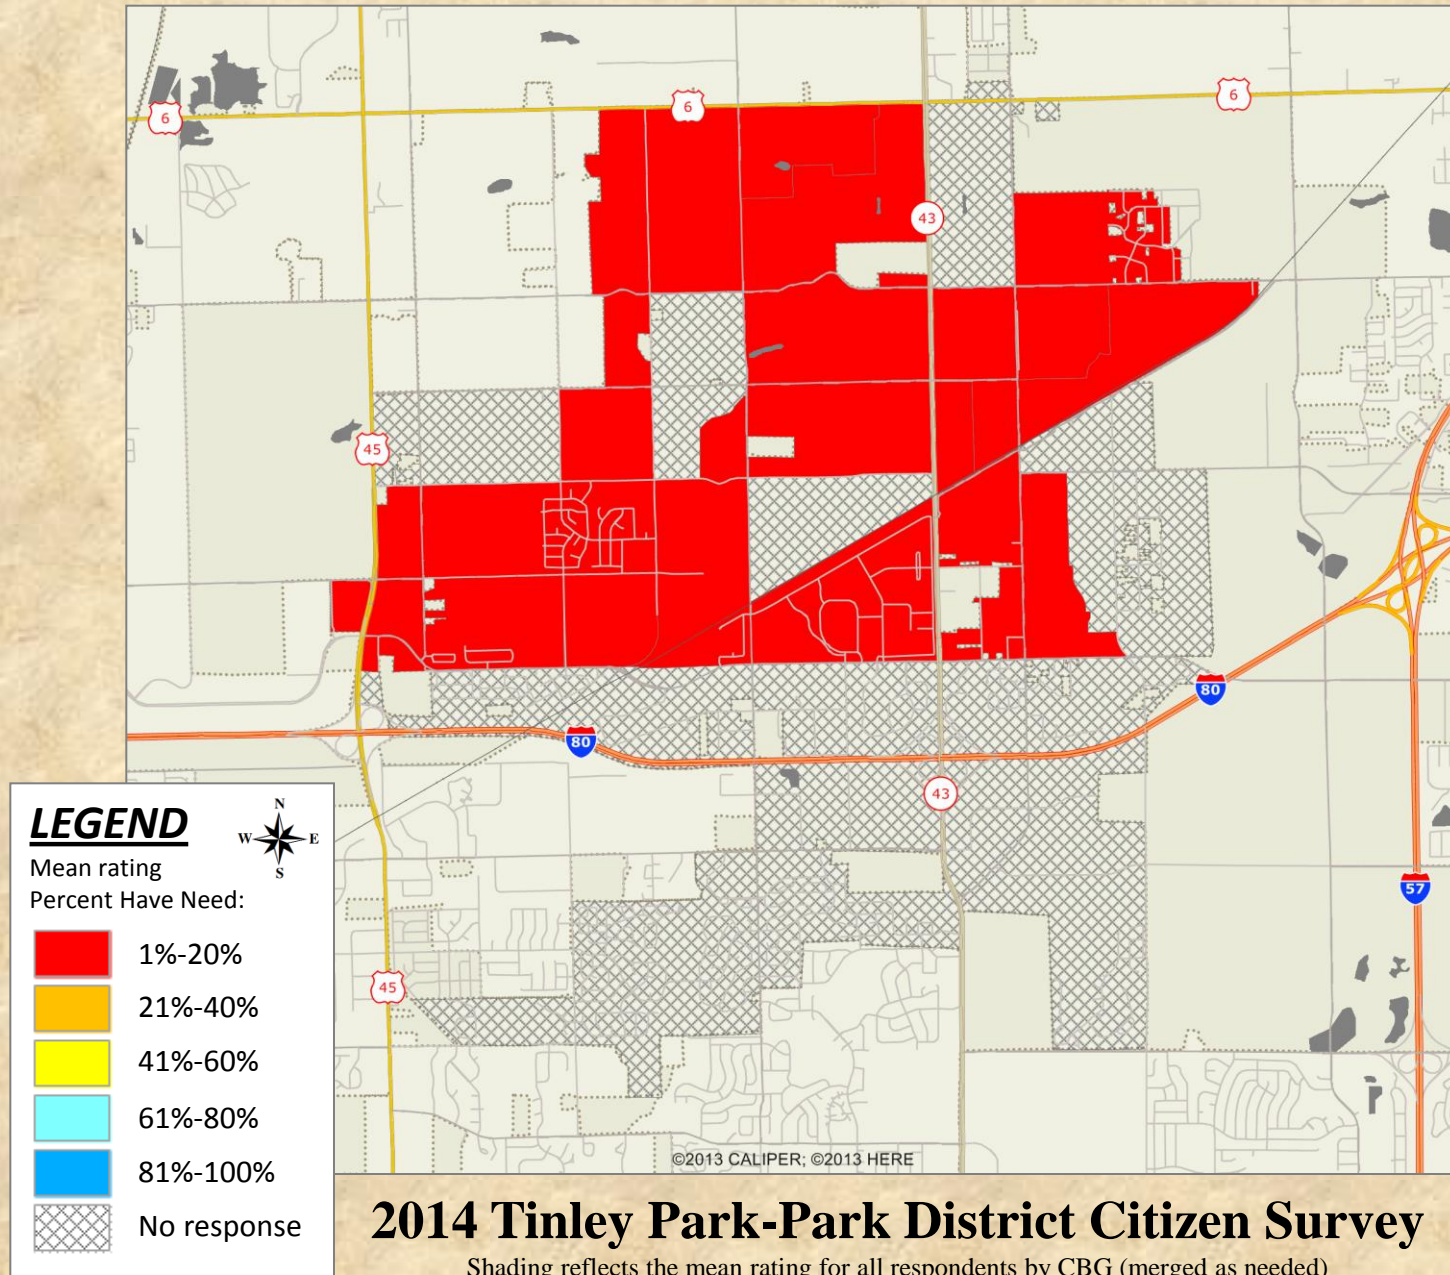 6
6
6
43
45
80
80
43
57
45
LEGEND
N
W
E
S
Mean rating
Percent Have Need:
1%-20%
21%-40%
41%-60%
61%-80%
81%-100%
No response
©2013 CALIPER; ©2013 HERE
2014 Tinley Park-Park District Citizen Survey
Shading reflects the mean rating for all respondents by CBG (merged as needed)